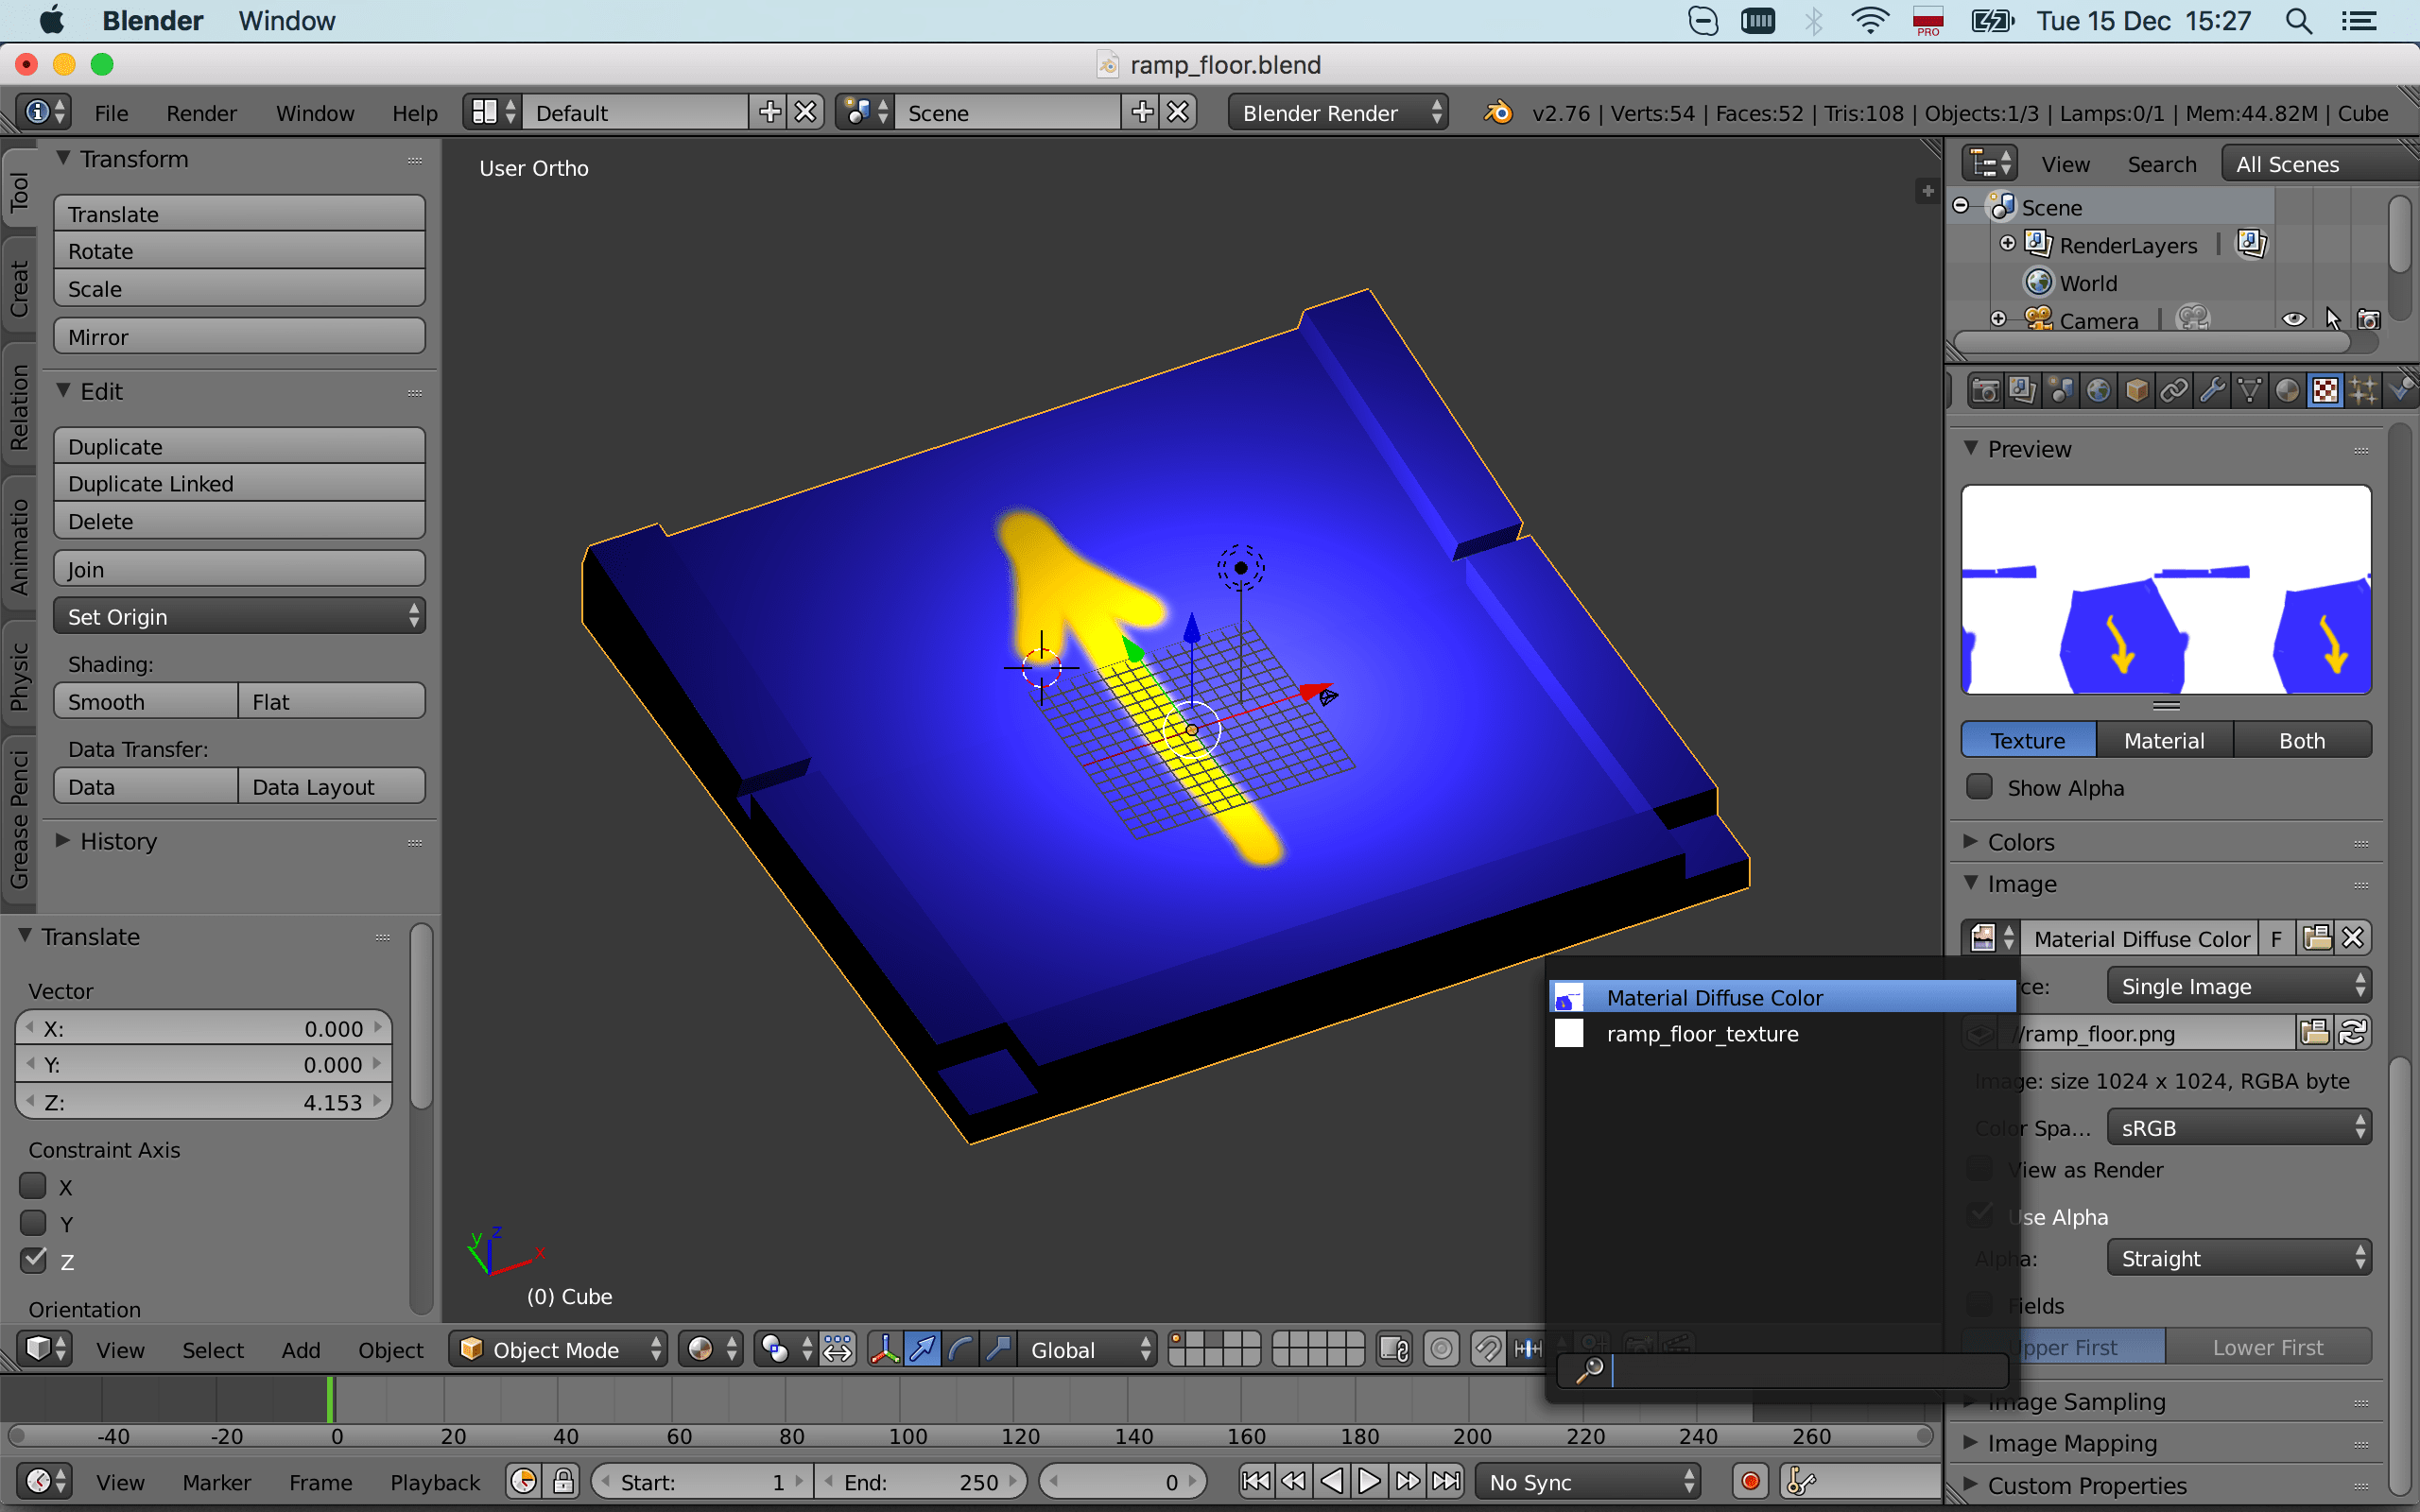 Blender Window PRO Tue 15 Dec 15:27
ramp_floor.blend
File Render Window Help Default Scene Blender Render v2.76 | Verts:54 | Faces:52 | Tris:108 | Objects:1/3 | Lamps:0/1 | Mem:44.82M | Cube
Tool
Creat
Relation
Animatio
Physic
Grease Penci
Transform
Translate
Rotate
Scale
Mirror
Edit
Duplicate
Duplicate Linked
Delete
Join
Set Origin
Shading:
Smooth Flat
Data Transfer:
Data Data Layout
History
Translate
Vector
X: 0.000
Y: 0.000
Z: 4.153
Constraint Axis
X
Y
Z
Orientation
User Ortho
y z x
(0) Cube
View Search All Scenes
Scene
RenderLayers |
World
Camera |
Preview
Texture Material Both
Show Alpha
Colors
Image
Material Diffuse Color F
Material Diffuse Color
ramp_floor_texture
rce: Single Image
//ramp_floor.png
Image: size 1024 x 1024, RGBA byte
Color Spa... sRGB
View as Render
Use Alpha
Alpha: Straight
Fields
Upper First Lower First
Image Sampling
Image Mapping
Custom Properties
View Select Add Object Object Mode Global
-40 -20 0 20 40 60 80 100 120 140 160 180 200 220 240 260
View Marker Frame Playback Start: 1 End: 250 0 No Sync